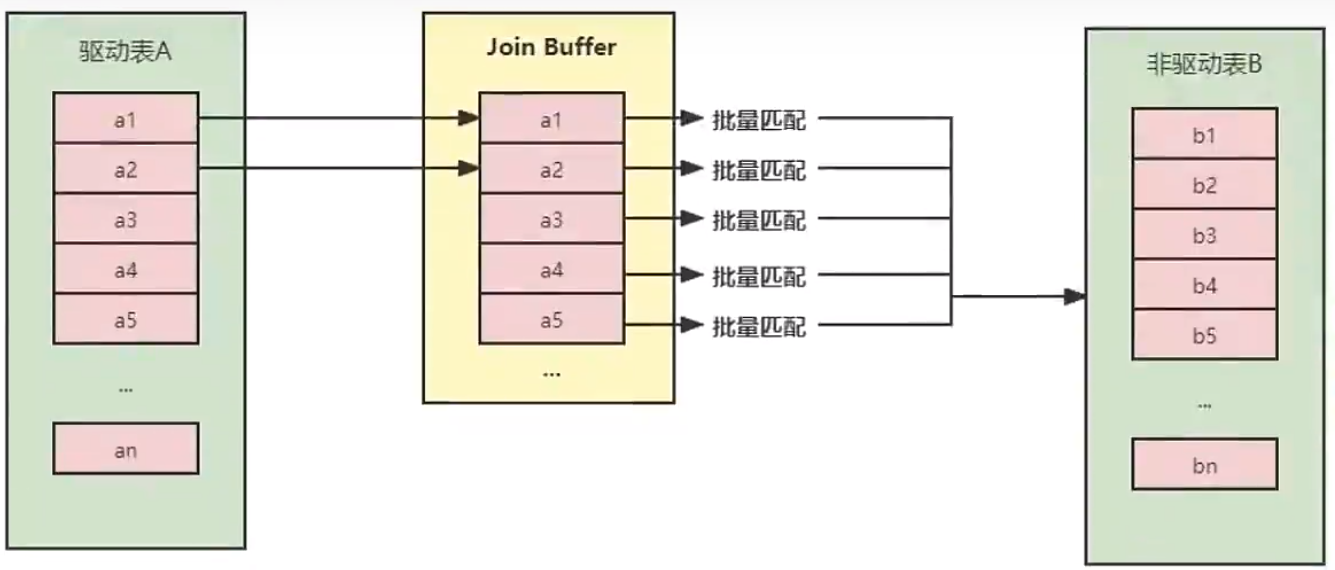 驱动表A
a1
a2
a3
a4
a5
...
an
Join Buffer
a1
a2
a3
a4
a5
...
批量匹配
批量匹配
批量匹配
批量匹配
批量匹配
非驱动表B
b1
b2
b3
b4
b5
...
bn